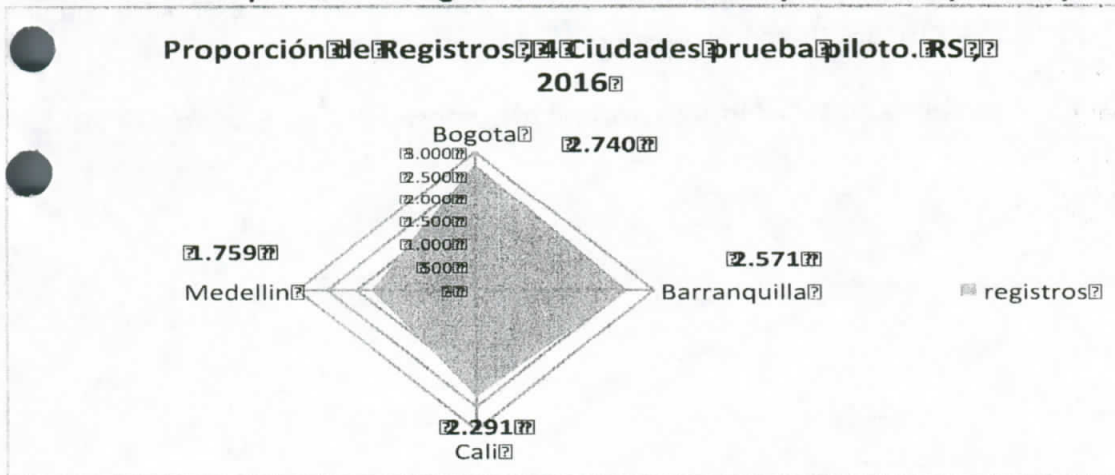 Proporción de Registros, 4 Ciudades prueba piloto. RS,
2016
Bogota
2.740
3.000
2.500
2.000
1.500
1.000
500
-
1.759
Medellin
2.571
Barranquilla
registros
2.291
Cali